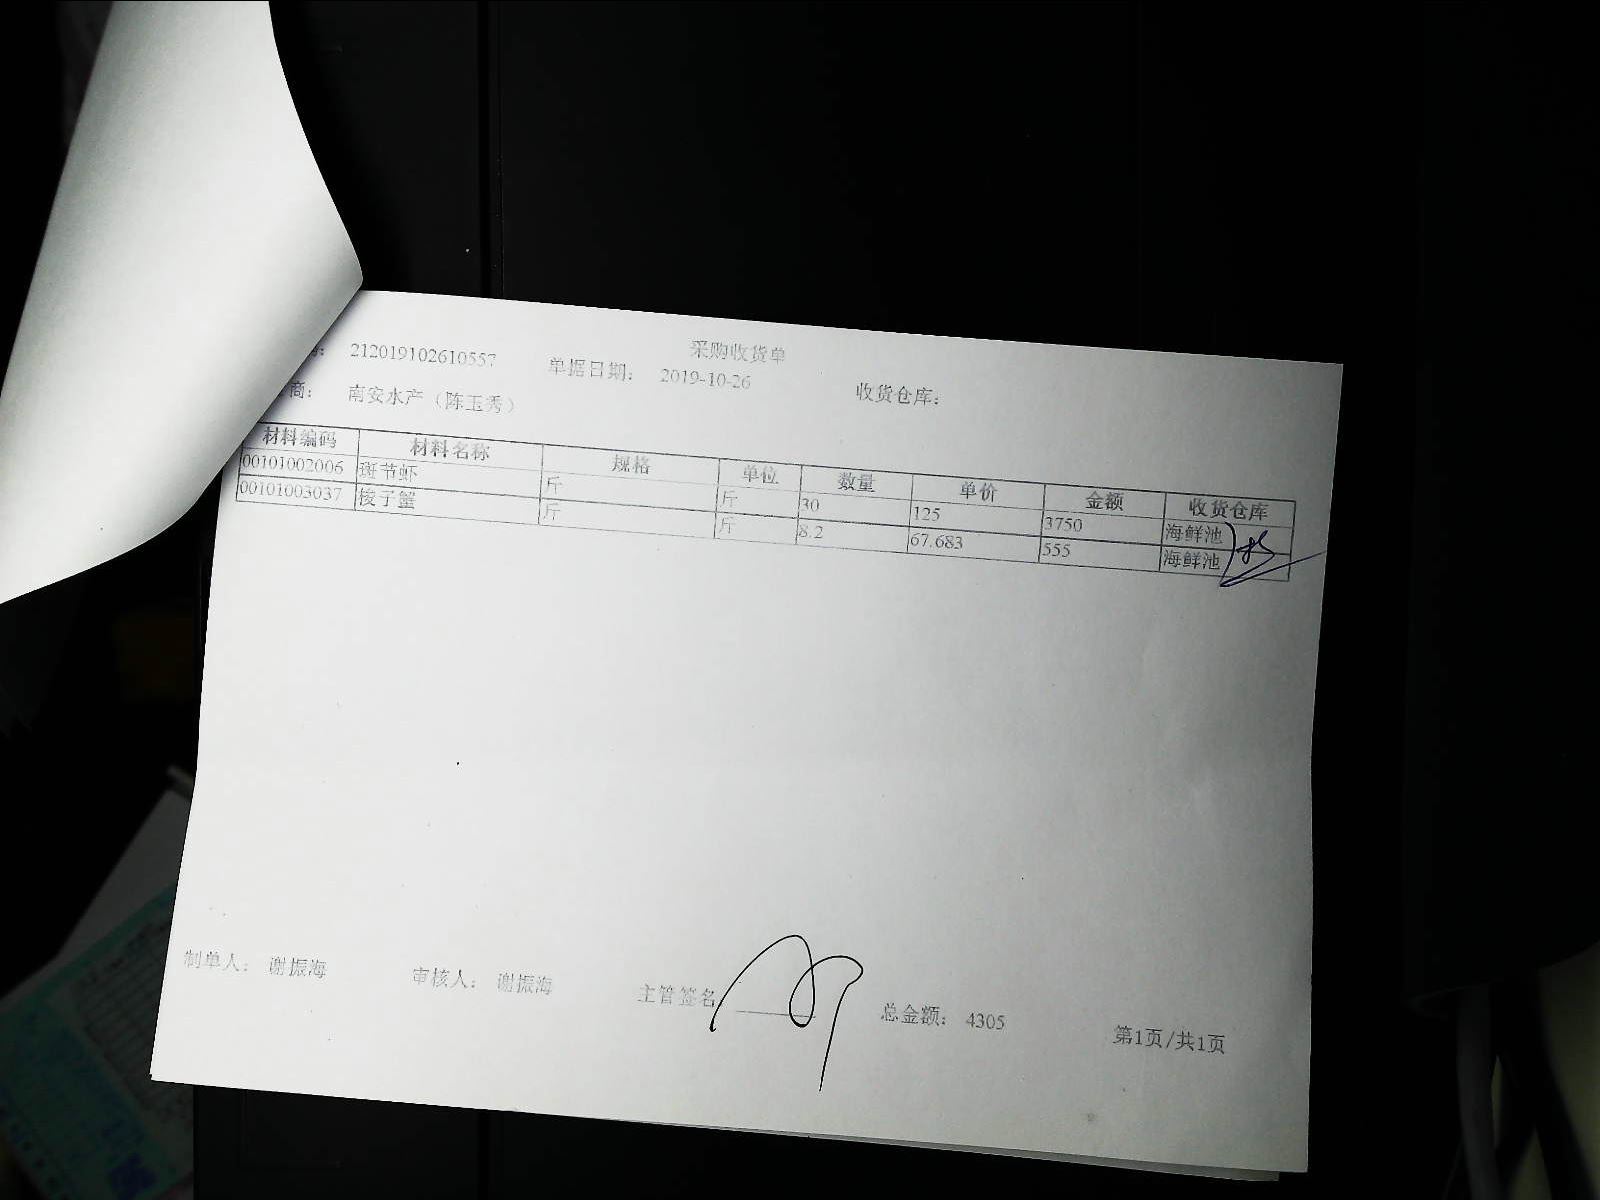 采购收货单
号： 212019102610557 单据日期： 2019-10-26 收货仓库：
商： 南安水产（陈玉秀）
材料编码 材料名称 规格 单位 数量 单价 金额 收货仓库
00101002006 斑节虾 斤 斤 30 125 3750 海鲜池
00101003037 梭子蟹 斤 斤 8.2 67.683 555 海鲜池
制单人： 谢振海 审核人： 谢振海 主管签名 总金额： 4305 第1页/共1页